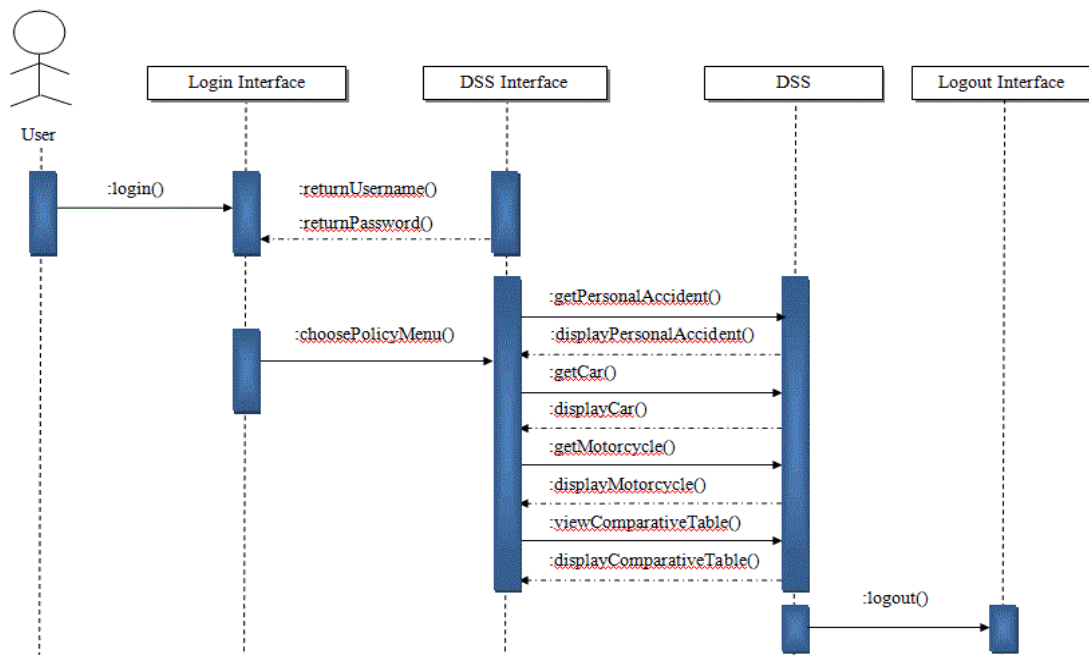 Login Interface
DSS Interface
DSS
Logout Interface
User
:login()
:returnUsername()
:returnPassword()
:getPersonalAccident()
:choosePolicyMenu()
:displayPersonalAccident()
:getCar()
:displayCar()
:getMotorcycle()
:displayMotorcycle()
:viewComparativeTable()
:displayComparativeTable()
:logout()